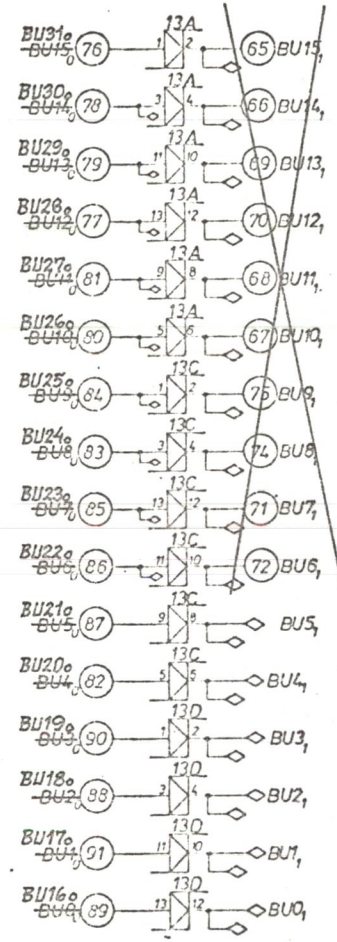 13A
BU31₀
BU15₀ 76 1 2 65 BU15₁
13A
BU30₀
BU14₀ 78 3 4 66 BU14₁
13A
BU29₀
BU13₀ 79 11 10 69 BU13₁
13A
BU28₀
BU12₀ 77 13 12 70 BU12₁
13A
BU27₀
BU11₀ 81 9 8 68 BU11₁
13A
BU26₀
BU10₀ 80 5 6 67 BU10₁
13C
BU25₀
BU9₀ 84 1 2 75 BU9₁
13C
BU24₀
BU8₀ 83 3 4 74 BU8₁
13C
BU23₀
BU7₀ 85 13 12 71 BU7₁
13C
BU22₀
BU6₀ 86 11 10 72 BU6₁
13C
BU21₀
BU5₀ 87 9 8 BU5₁
13C
BU20₀
BU4₀ 82 5 6 BU4₁
13D
BU19₀
BU3₀ 90 1 2 BU3₁
13D
BU18₀
BU2₀ 88 3 4 BU2₁
13D
BU17₀
BU1₀ 91 11 10 BU1₁
13D
BU16₀
BU0₀ 89 13 12 BU0₁